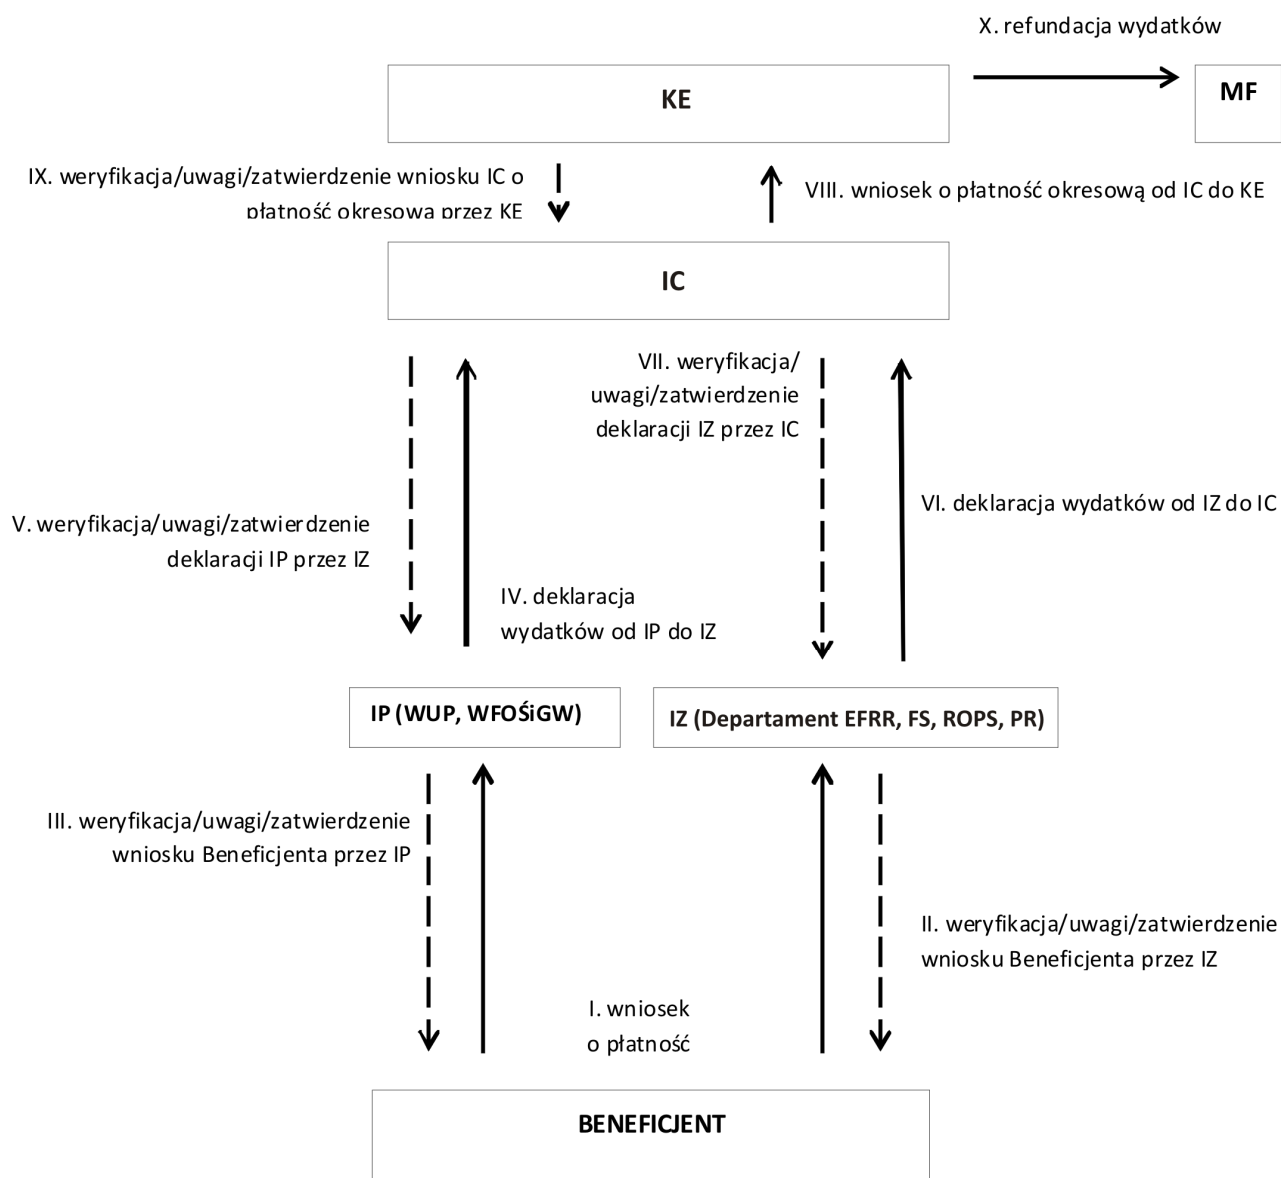 X. refundacja wydatków
KE
MF
IX. weryfikacja/uwagi/zatwierdzenie wniosku IC o
płatność okresowa przez KE
VIII. wniosek o płatność okresową od IC do KE
IC
VII. weryfikacja/
uwagi/zatwierdzenie
deklaracji IZ przez IC
V. weryfikacja/uwagi/zatwierdzenie
deklaracji IP przez IZ
VI. deklaracja wydatków od IZ do IC
IV. deklaracja
wydatków od IP do IZ
IP (WUP, WFOŚiGW)
IZ (Departament EFRR, FS, ROPS, PR)
III. weryfikacja/uwagi/zatwierdzenie
wniosku Beneficjenta przez IP
II. weryfikacja/uwagi/zatwierdzenie
wniosku Beneficjenta przez IZ
I. wniosek
o płatność
BENEFICJENT